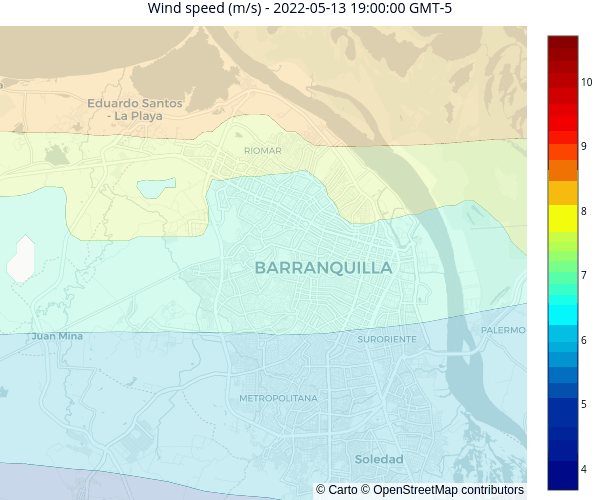 Wind speed (m/s) - 2022-05-13 19:00:00 GMT-5
Eduardo Santos
- La Playa
RIOMAR
BARRANQUILLA
Juan Mina
SURORIENTE
PALERMO
METROPOLITANA
Soledad
© Carto © OpenStreetMap contributors
10
9
8
7
6
5
4